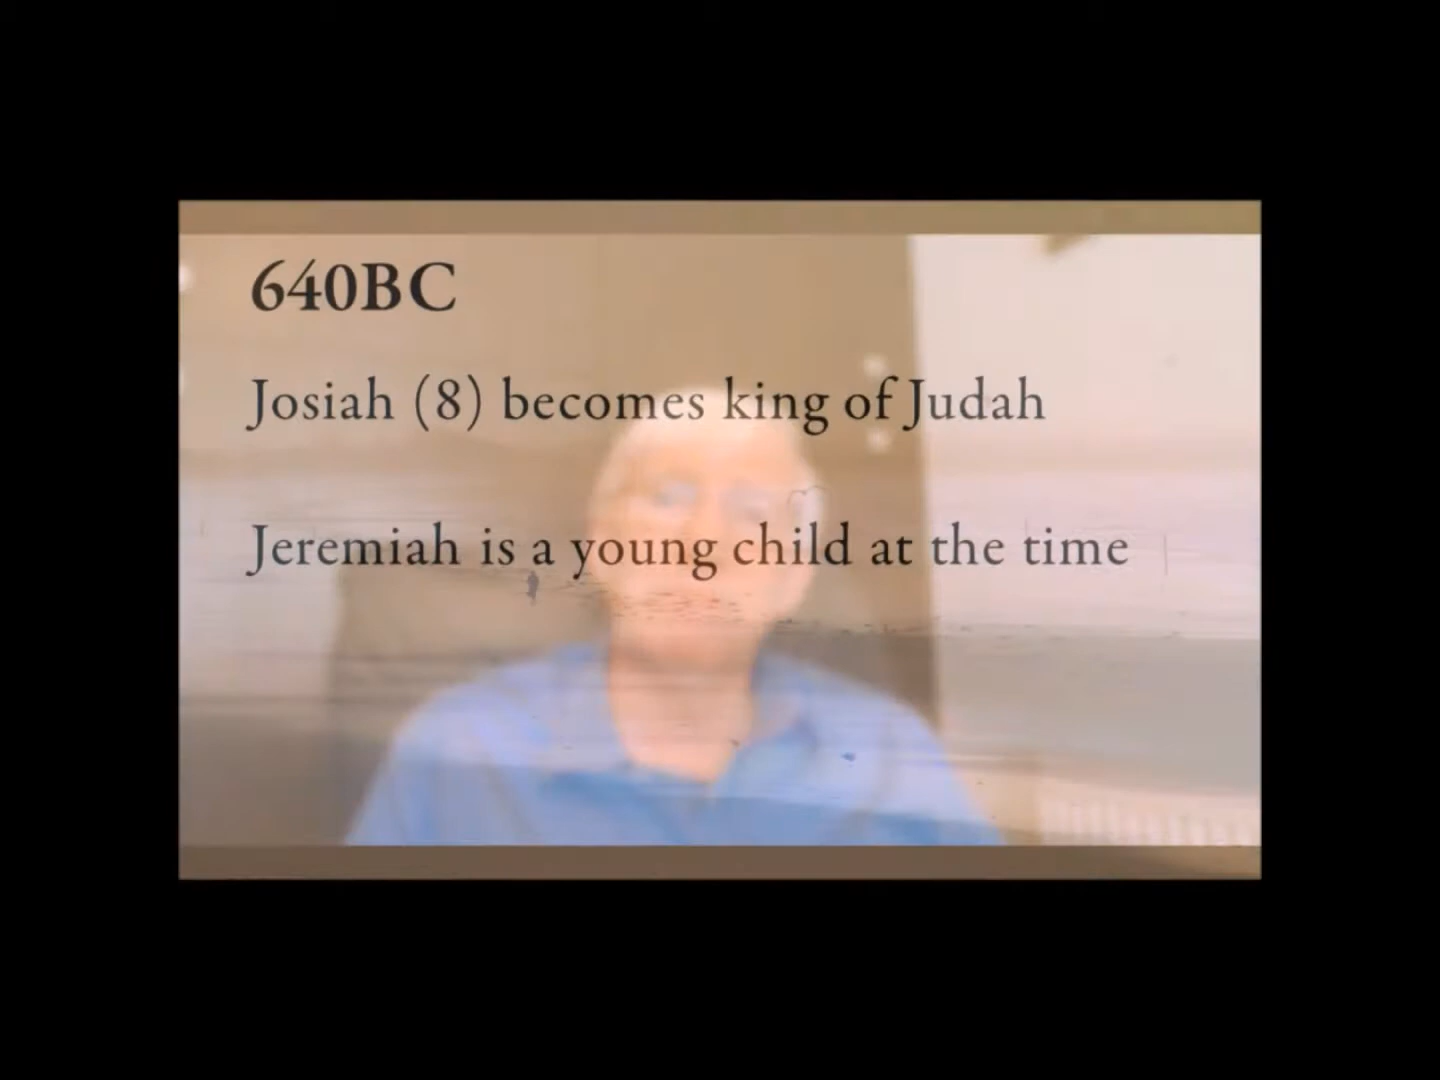 640BC
Josiah (8) becomes king of Judah
Jeremiah is a young child at the time